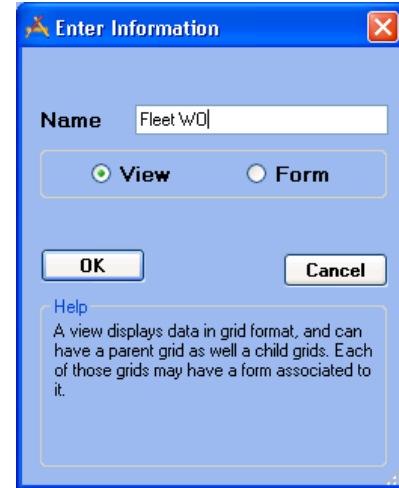 Enter Information
Name Fleet WO
View Form
OK Cancel
Help
A view displays data in grid format, and can
have a parent grid as well a child grids. Each
of those grids may have a form associated to
it.